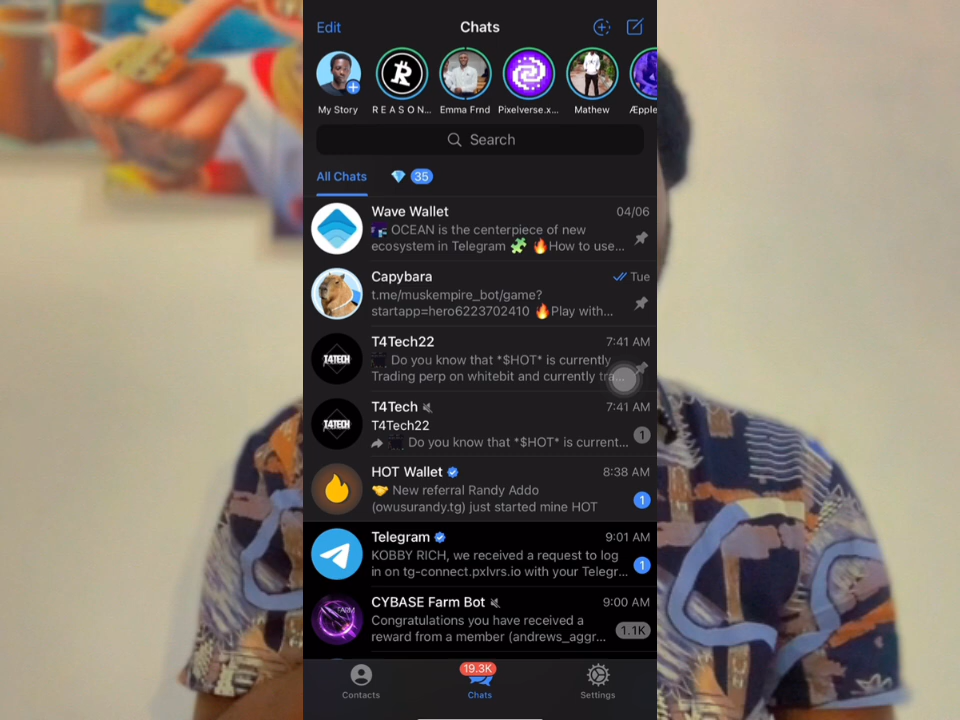 Edit
Chats
My Story
R E A S O N...
Emma Frnd
Pixelverse.x...
Mathew
Æpple
Search
All Chats
35
Wave Wallet
04/06
OCEAN is the centerpiece of new
ecosystem in Telegram 🧩 🔥How to use...
Capybara
Tue
t.me/muskempire_bot/game?
startapp=hero6223702410 🔥Play with...
T4Tech22
7:41 AM
Do you know that *$HOT* is currently
Trading perp on whitebit and currently tra...
T4TECH
T4Tech
7:41 AM
T4Tech22
Do you know that *$HOT* is current...
1
T4TECH
HOT Wallet
8:38 AM
🤝 New referral Randy Addo
(owusurandy.tg) just started mine HOT
1
Telegram
9:01 AM
KOBBY RICH, we received a request to log
in on tg-connect.pxlvrs.io with your Telegr...
1
CYBASE Farm Bot
9:00 AM
Congratulations you have received a
reward from a member (andrews_aggr...
1.1K
FARM
19.3K
Contacts
Chats
Settings